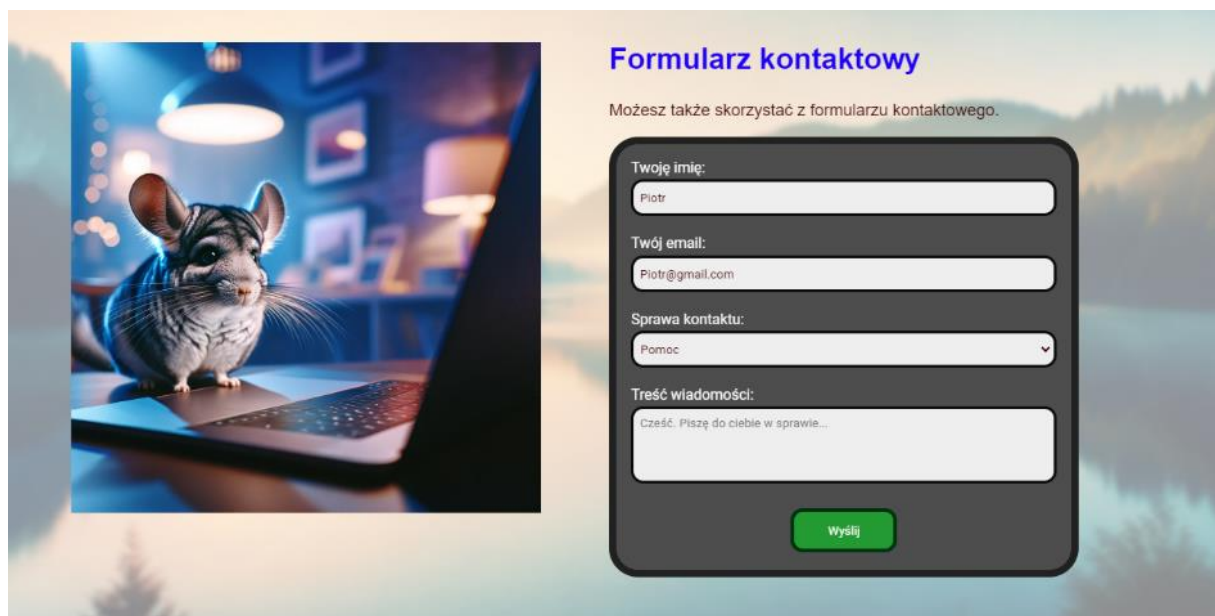 Formularz kontaktowy
Możesz także skorzystać z formularzu kontaktowego.
Twoję imię:
Piotr
Twój email:
Piotr@gmail.com
Sprawa kontaktu:
Pomoc
Treść wiadomości:
Cześć. Piszę do ciebie w sprawie...
Wyślij